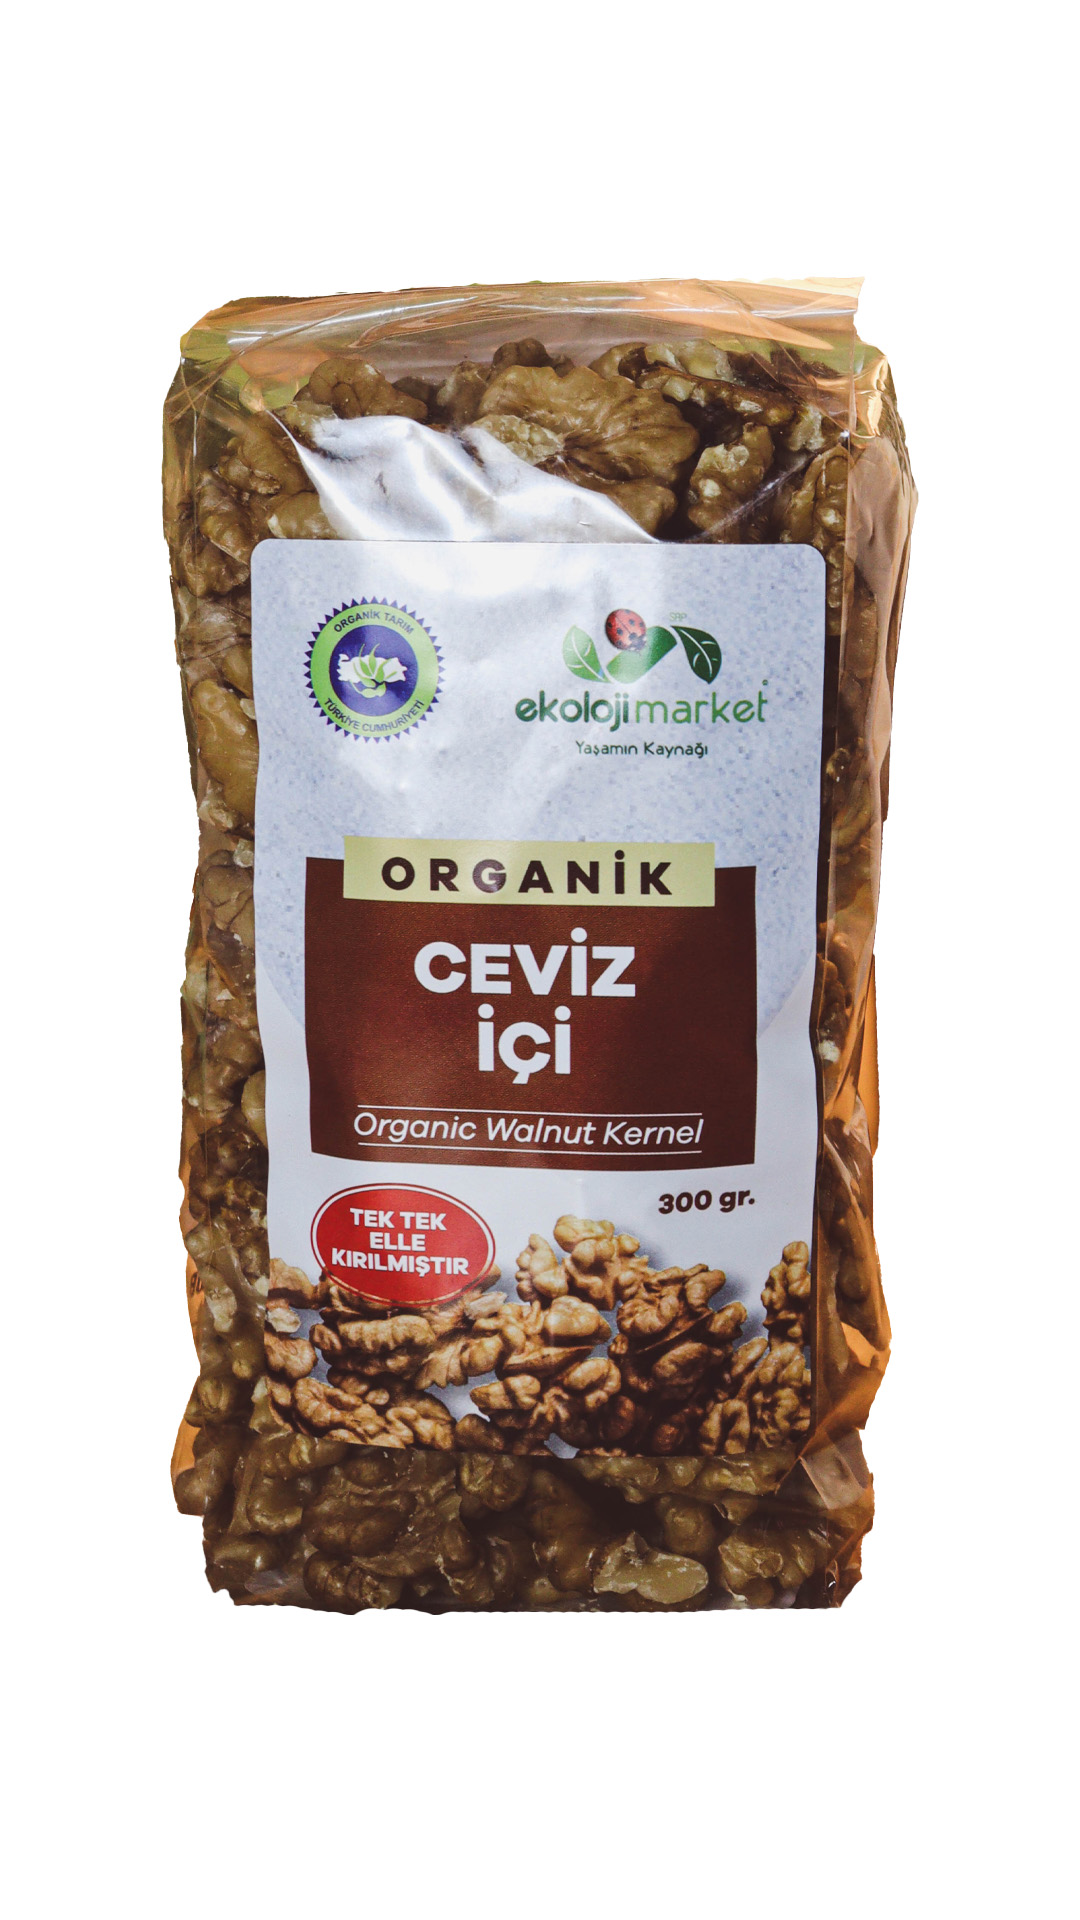 ORGANİK TARIM
TÜRKİYE CUMHURİYETİ
ekolojimarket
Yaşamın Kaynağı
ORGANİK
CEVİZ
İÇİ
Organic Walnut Kernel
300 gr.
TEK TEK
ELLE
KIRILMIŞTIR